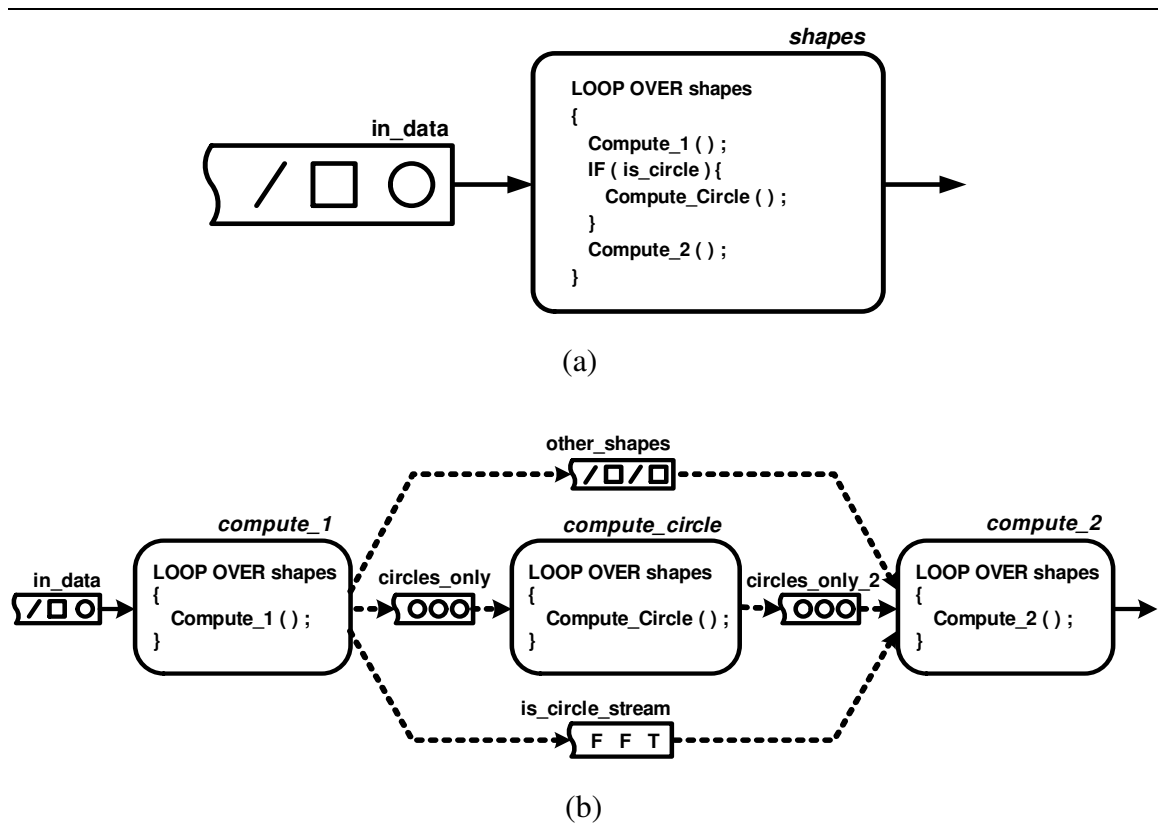 shapes
in_data
LOOP OVER shapes
{
Compute_1 ( ) ;
IF ( is_circle ) {
Compute_Circle ( ) ;
}
Compute_2 ( ) ;
}
(a)
other_shapes
compute_1
compute_circle
compute_2
in_data
LOOP OVER shapes
{
Compute_1 ( ) ;
}
circles_only
LOOP OVER shapes
{
Compute_Circle ( ) ;
}
circles_only_2
LOOP OVER shapes
{
Compute_2 ( ) ;
}
is_circle_stream
F F T
(b)